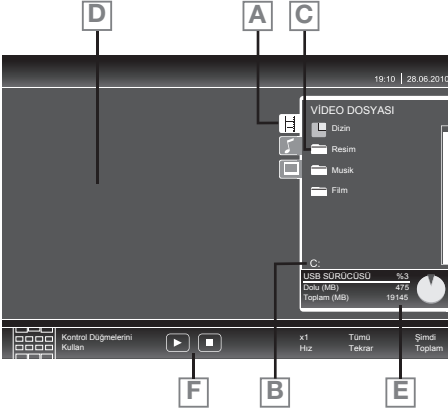 D
A
C
19:10 | 28.06.2010
VİDEO DOSYASI
Dizin
Resim
Musik
Film
C:
USB SÜRÜCÜSÜ %3
Dolu (MB) 475
Toplam (MB) 19145
Kontrol Düğmelerini
Kullan
x1 Tümü Şimdi
Hız Tekrar Toplam
F
B
E